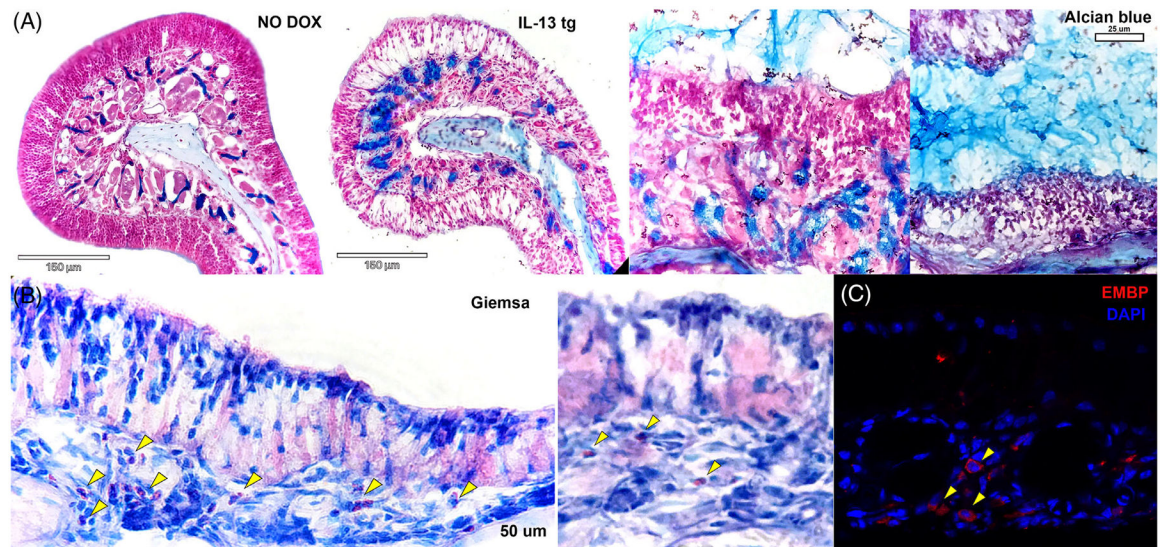 (A)
NO DOX
IL-13 tg
Alcian blue
25 um
150 µm
150 µm
(B)
Giemsa
50 um
(C)
EMBP
DAPI